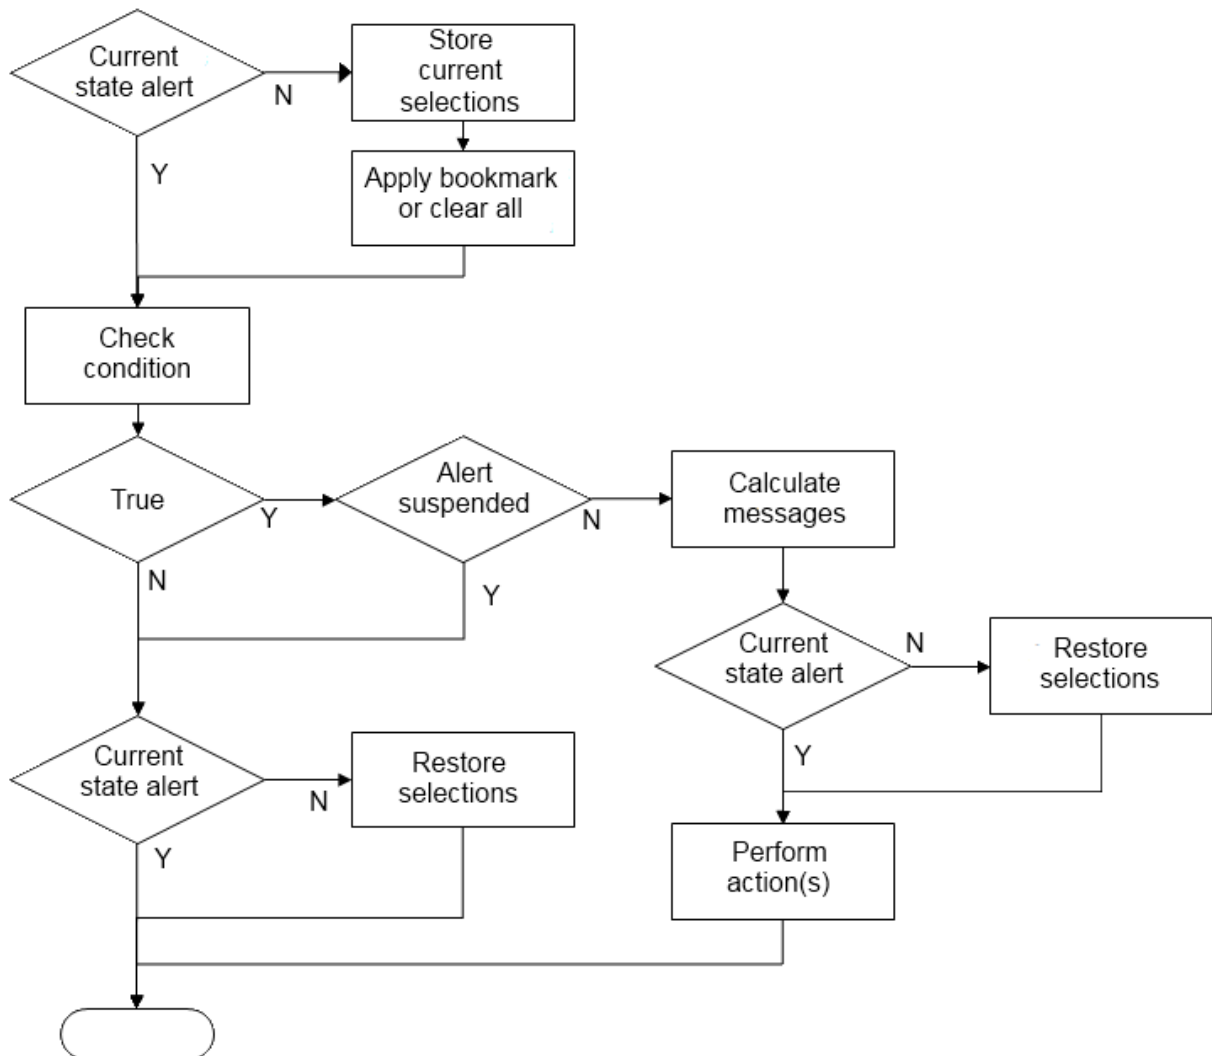 Current
state alert
N
Y
Store
current
selections
Apply bookmark
or clear all
Check
condition
True
Y
N
Alert
suspended
N
Y
Calculate
messages
Current
state alert
N
Y
Restore
selections
Current
state alert
N
Y
Restore
selections
Perform
action(s)